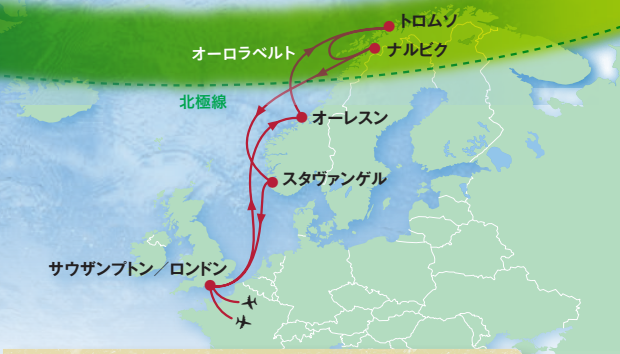 トロムソ
オーロラベルト
ナルビク
北極線
オーレスン
スタヴァンゲル
サウザンプトン／ロンドン